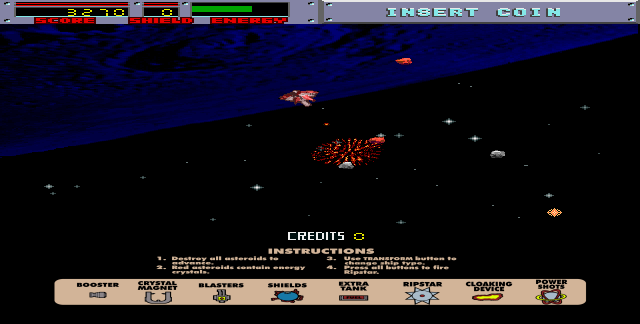 3270 0 INSERT COIN
SCORE SHIELD ENERGY
CREDITS 0
INSTRUCTIONS
1. Destroy all asteroids to advance.
2. Red asteroids contain energy crystals.
3. Use TRANSFORM button to change ship type.
4. Press all buttons to fire Ripstar.
BOOSTER
CRYSTAL MAGNET
BLASTERS
SHIELDS
EXTRA TANK
RIPSTAR
CLOAKING DEVICE
POWER SHOTS